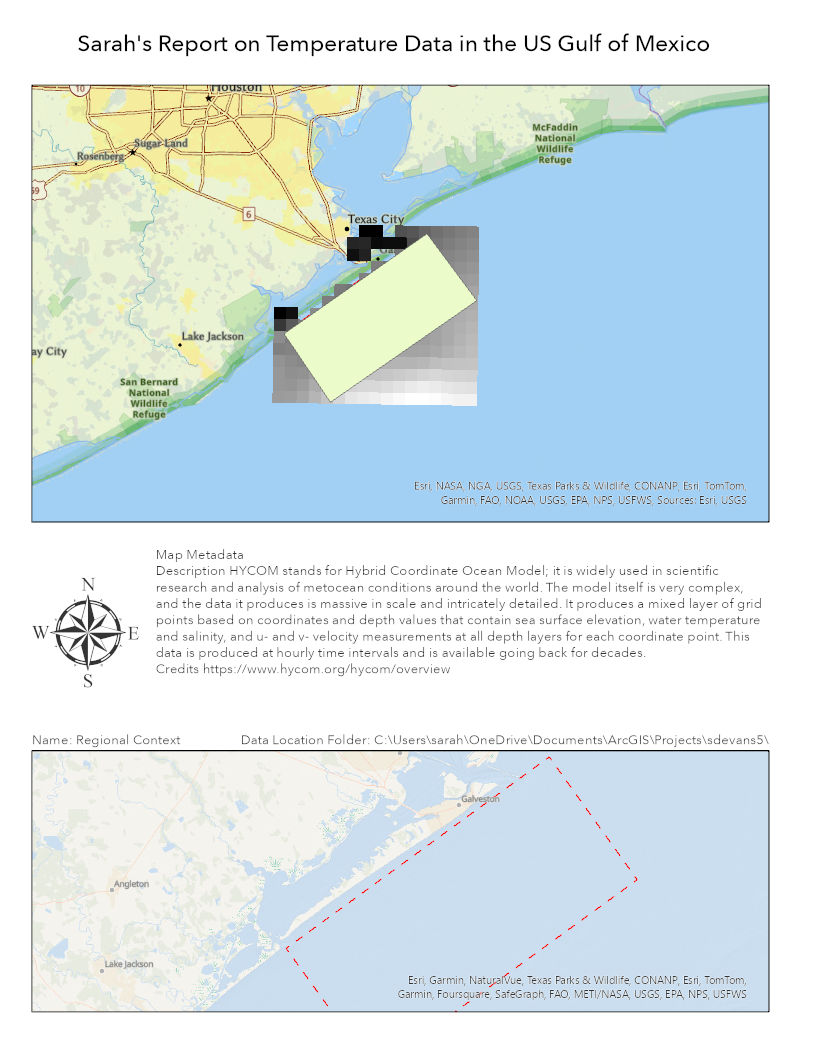 Sarah's Report on Temperature Data in the US Gulf of Mexico
10
Houston
McFaddin
National
Wildlife
Refuge
Sugar Land
Rosenberg
69
6
Texas City
Ga
Lake Jackson
ay City
San Bernard
National
Wildlife
Refuge
Esri, NASA, NGA, USGS, Texas Parks & Wildlife, CONANP, Esri, TomTom,
Garmin, FAO, NOAA, USGS, EPA, NPS, USFWS, Sources: Esri, USGS
Map Metadata
Description HYCOM stands for Hybrid Coordinate Ocean Model; it is widely used in scientific
research and analysis of metocean conditions around the world. The model itself is very complex,
and the data it produces is massive in scale and intricately detailed. It produces a mixed layer of grid
points based on coordinates and depth values that contain sea surface elevation, water temperature
and salinity, and u- and v- velocity measurements at all depth layers for each coordinate point. This
data is produced at hourly time intervals and is available going back for decades.
Credits https://www.hycom.org/hycom/overview
N
W E
S
Name: Regional Context Data Location Folder: C:\Users\sarah\OneDrive\Documents\ArcGIS\Projects\sdevans5\
Galveston
Angleton
Lake Jackson
Esri, Garmin, NaturalVue, Texas Parks & Wildlife, CONANP, Esri, TomTom,
Garmin, Foursquare, SafeGraph, FAO, METI/NASA, USGS, EPA, NPS, USFWS